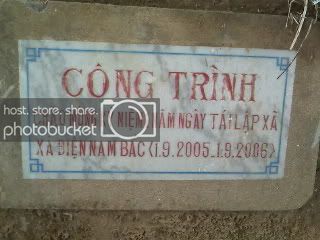 CÔNG TRÌNH
host. store. share.
NGÀY TÁI LẬP XÃ
photobucket
XÃ ĐIỆN NAM BẮC (1.9.2005-1.9.2006)